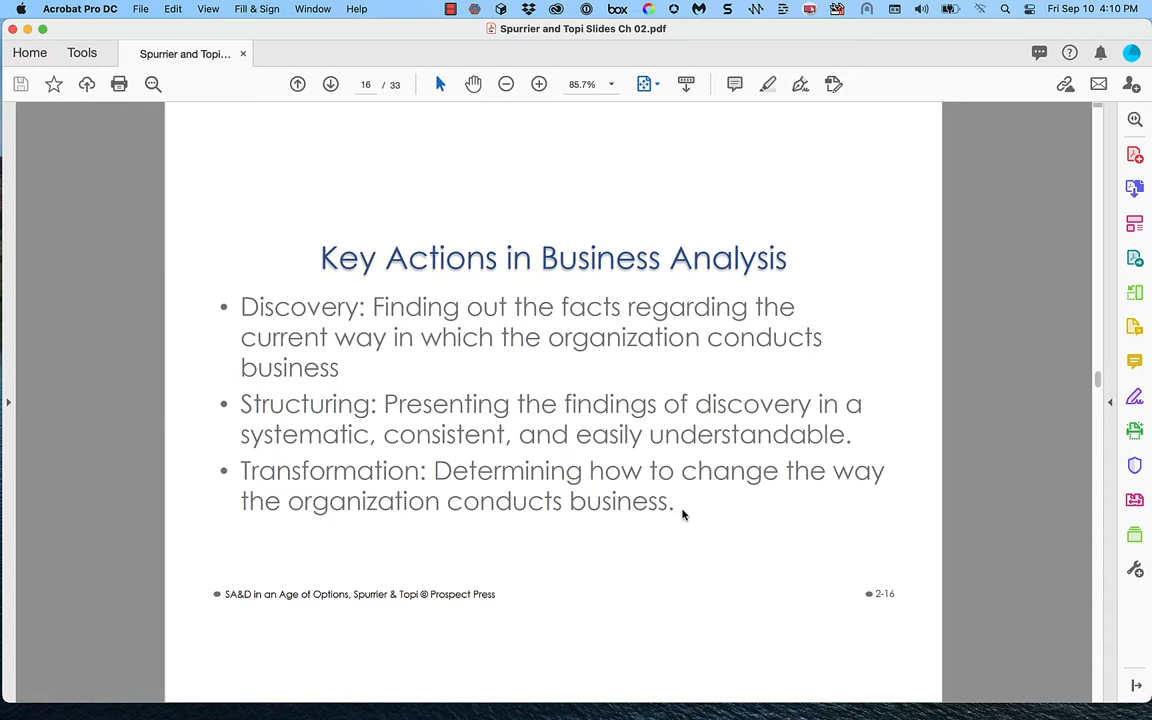 Acrobat Pro DC File Edit View Fill & Sign Window Help box S Fri Sep 10 4:10 PM
Spurrier and Topi Slides Ch 02.pdf
Home Tools Spurrier and Topi... ×
16 / 33 85.7%
Key Actions in Business Analysis
• Discovery: Finding out the facts regarding the
current way in which the organization conducts
business
• Structuring: Presenting the findings of discovery in a
systematic, consistent, and easily understandable.
• Transformation: Determining how to change the way
the organization conducts business.
SA&D in an Age of Options, Spurrier & Topi © Prospect Press
2-16